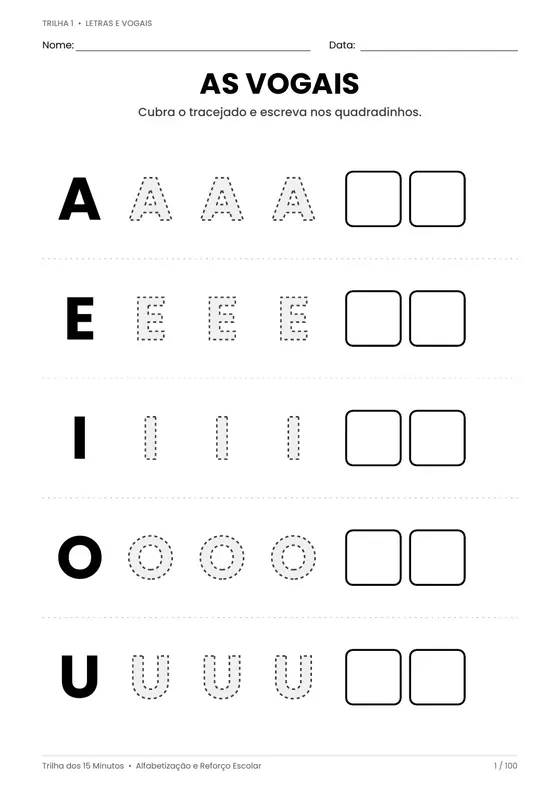 TRILHA 1 • LETRAS E VOGAIS
Nome: Data:
AS VOGAIS
Cubra o tracejado e escreva nos quadradinhos.
A A A A
E E E E
I I I I
O O O O
U U U U
Trilha dos 15 Minutos • Alfabetização e Reforço Escolar 1 / 100